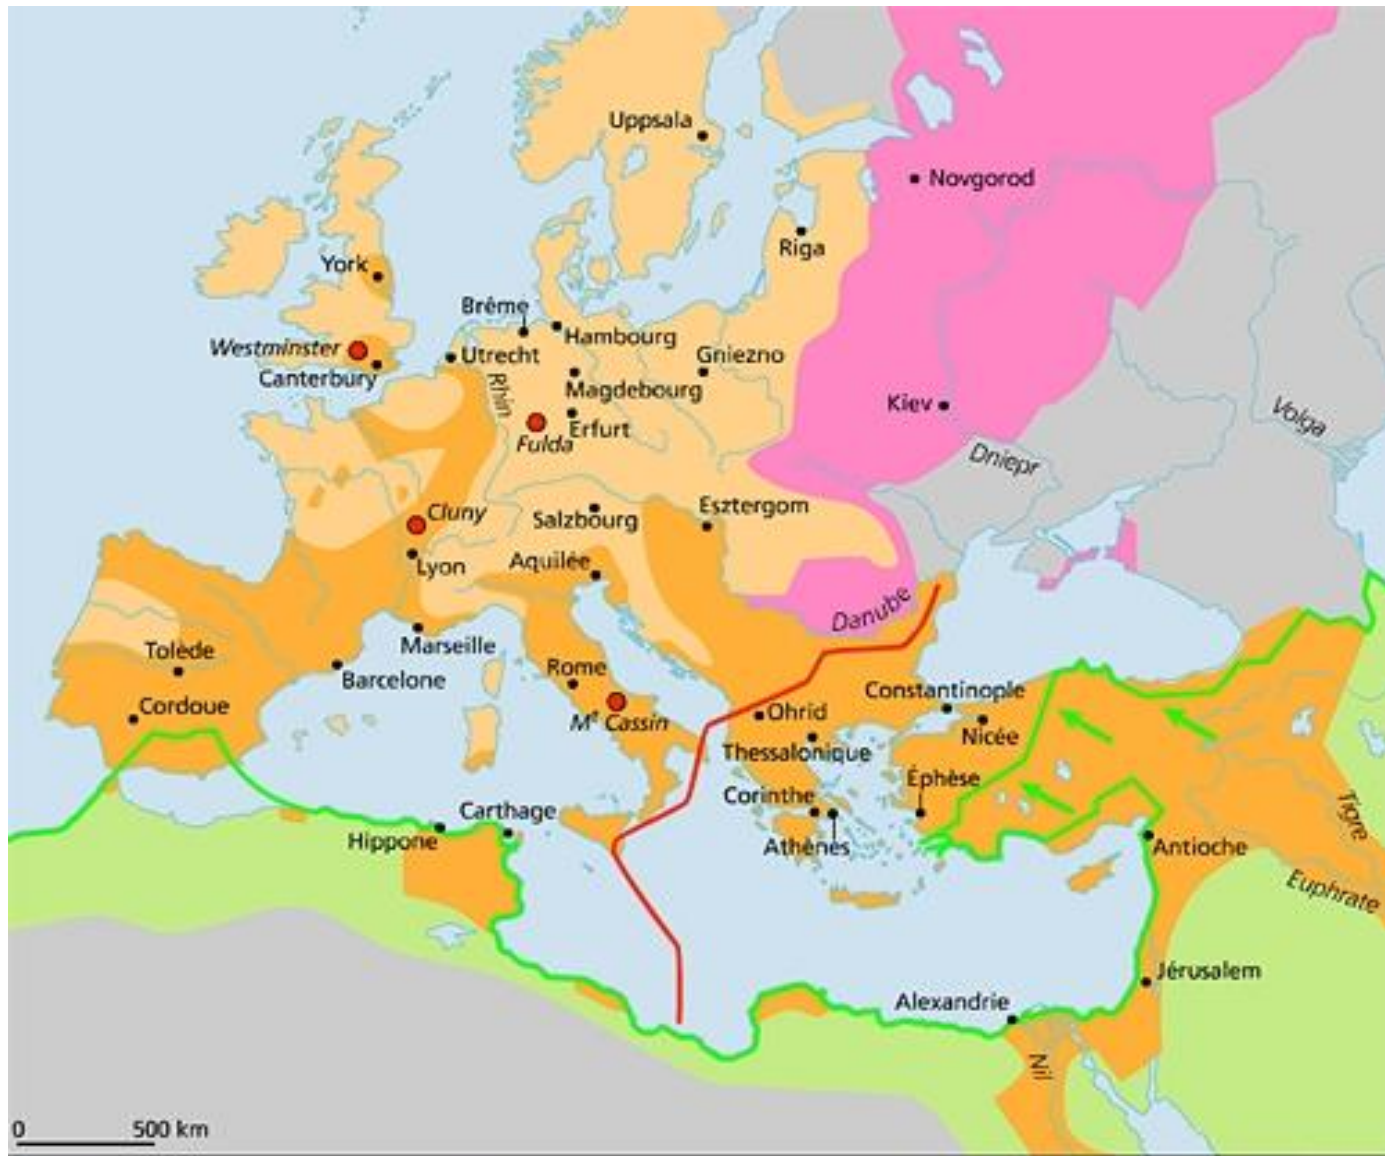 Uppsala
Novgorod
Riga
York
Brême
Hambourg
Westminster
Utrecht
Gniezno
Canterbury
Rhin
Magdebourg
Kiev
Volga
Erfurt
Fulda
Dniepr
Cluny
Esztergom
Salzbourg
Lyon
Aquilée
Danube
Marseille
Tolède
Rome
Barcelone
Constantinople
Cordoue
Mt Cassin
Ohrid
Nicée
Thessalonique
Éphèse
Corinthe
Carthage
Tigre
Hippone
Athènes
Antioche
Euphrate
Jérusalem
Alexandrie
Nil
0 500 km